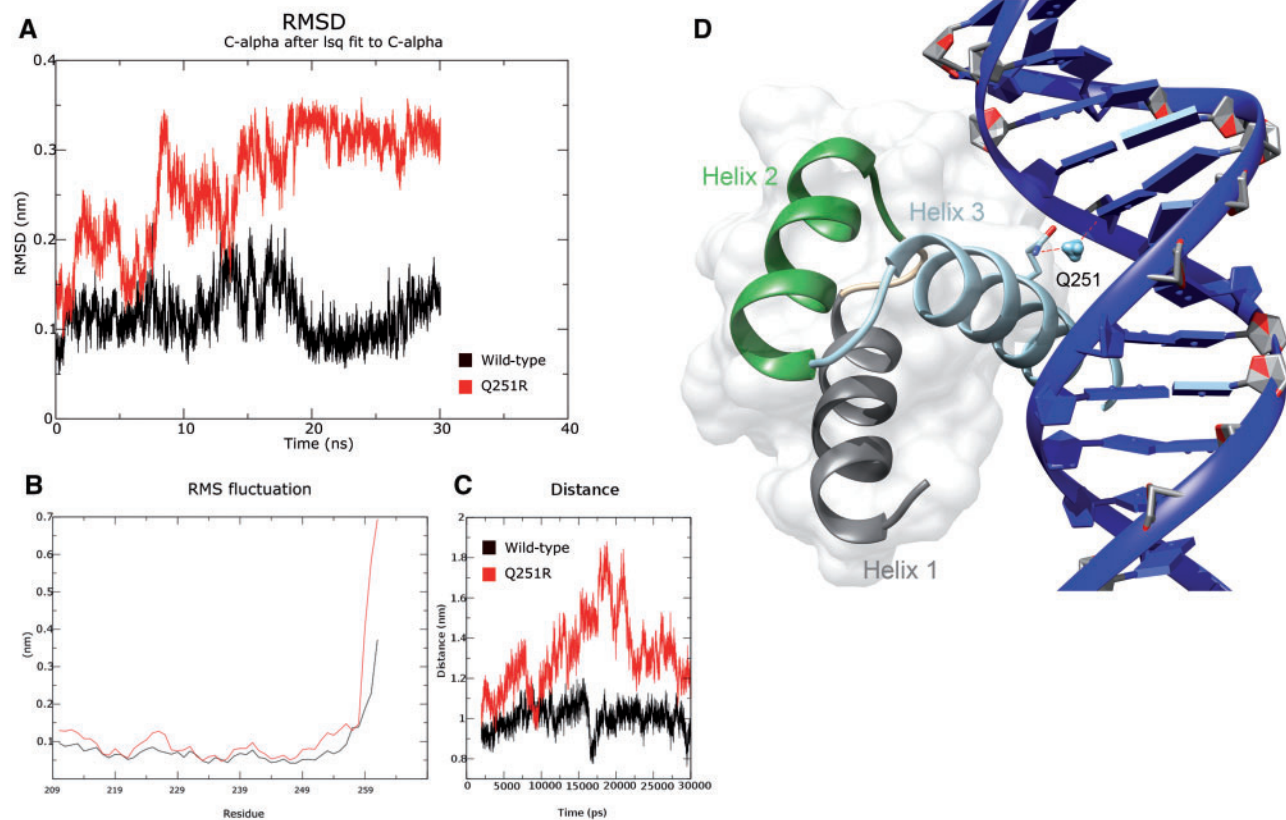 A
RMSD
C-alpha after lsq fit to C-alpha
RMSD (nm)
0.4
0.3
0.2
0.1
0
0 10 20 30 40
Time (ns)
Wild-type
Q251R
B
RMS fluctuation
(nm)
0.7
0.6
0.5
0.4
0.3
0.2
0.1
209 219 229 239 249 259
Residue
C
Distance
Distance (nm)
2
1.8
1.6
1.4
1.2
1
0.8
5000 10000 15000 20000 25000 30000
Time (ps)
Wild-type
Q251R
D
Helix 2
Helix 3
Q251
Helix 1